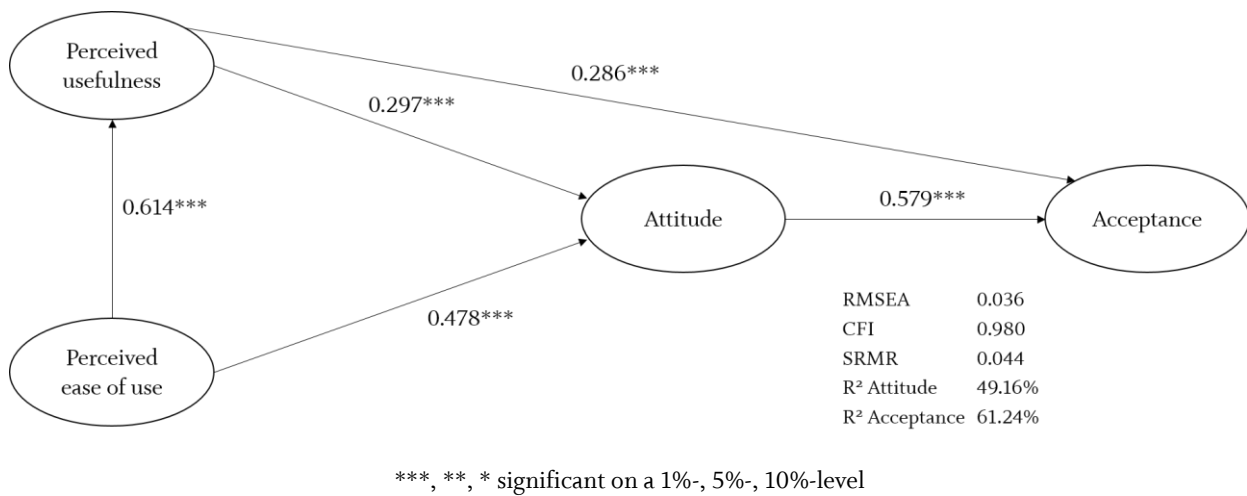 Perceived
usefulness
0.286***
0.297***
0.614***
Attitude
0.579***
Acceptance
0.478***
Perceived
ease of use
RMSEA 0.036
CFI 0.980
SRMR 0.044
R² Attitude 49.16%
R² Acceptance 61.24%
***, **, * significant on a 1%-, 5%-, 10%-level